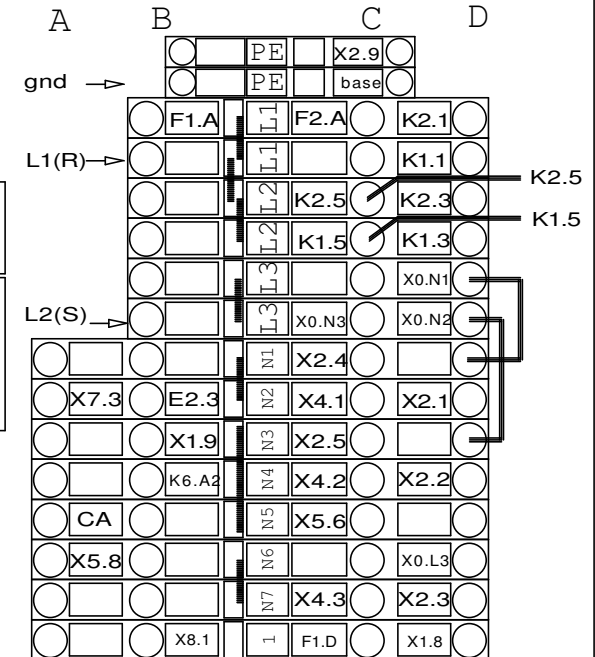 A B C D
PE X2.9
gnd PE base
F1.A L1 F2.A K2.1
L1(R) L1 K1.1
L2 K2.5 K2.3 K2.5
L2 K1.5 K1.3 K1.5
L3 X0.N1
L2(S) L3 X0.N3 X0.N2
N1 X2.4
X7.3 E2.3 N2 X4.1 X2.1
X1.9 N3 X2.5
K6.A2 N4 X4.2 X2.2
CA N5 X5.6
X5.8 N6 X0.L3
N7 X4.3 X2.3
X8.1 1 F1.D X1.8